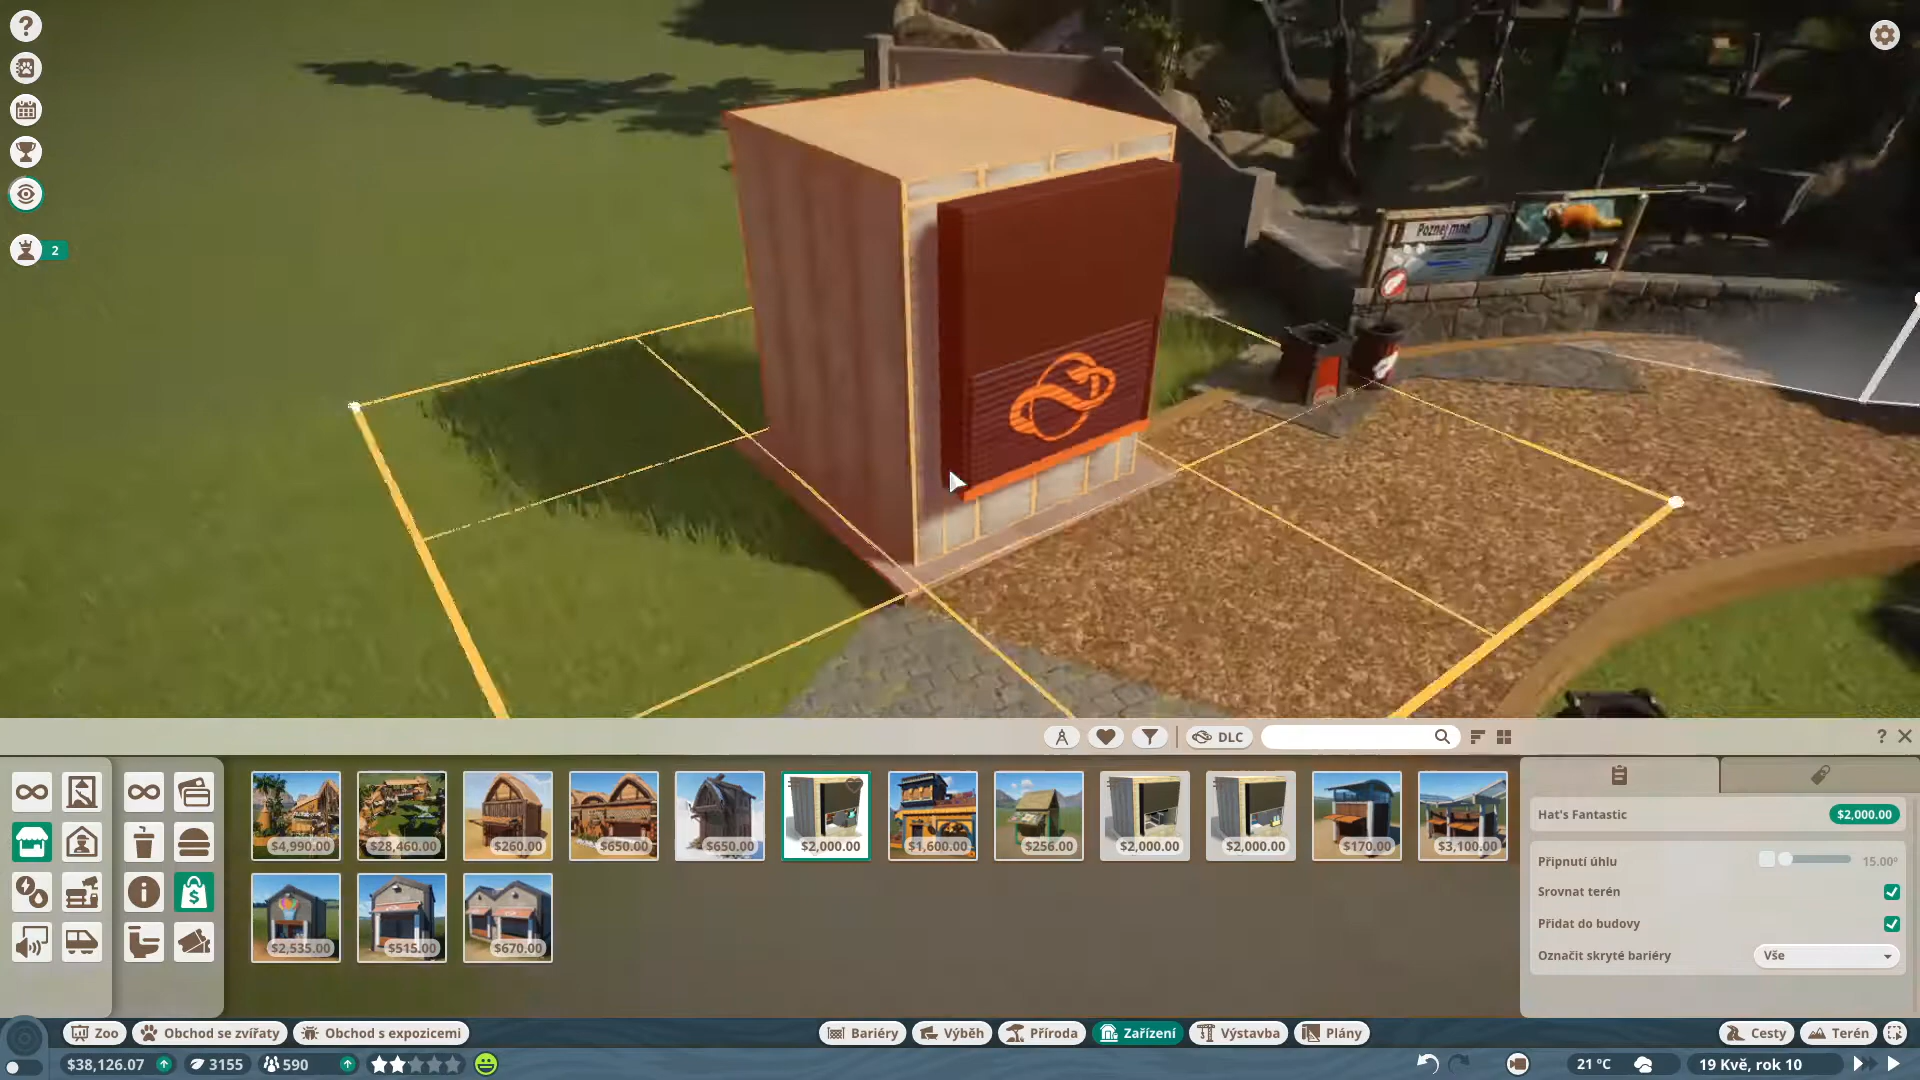 ?
2
Poznej mne
DLC
?
$4,990.00
$28,460.00
$260.00
$650.00
$650.00
$2,000.00
$1,600.00
$256.00
$2,000.00
$2,000.00
$170.00
$3,100.00
$2,535.00
$515.00
$670.00
Hat's Fantastic
$2,000.00
Připnutí úhlu
15.00°
Srovnat terén
Přidat do budovy
Označit skryté bariéry
Vše
Zoo
Obchod se zvířaty
Obchod s expozicemi
Bariéry
Výběh
Příroda
Zařízení
Výstavba
Plány
Cesty
Terén
$38,126.07
3155
590
21 °C
19 Kvě, rok 10